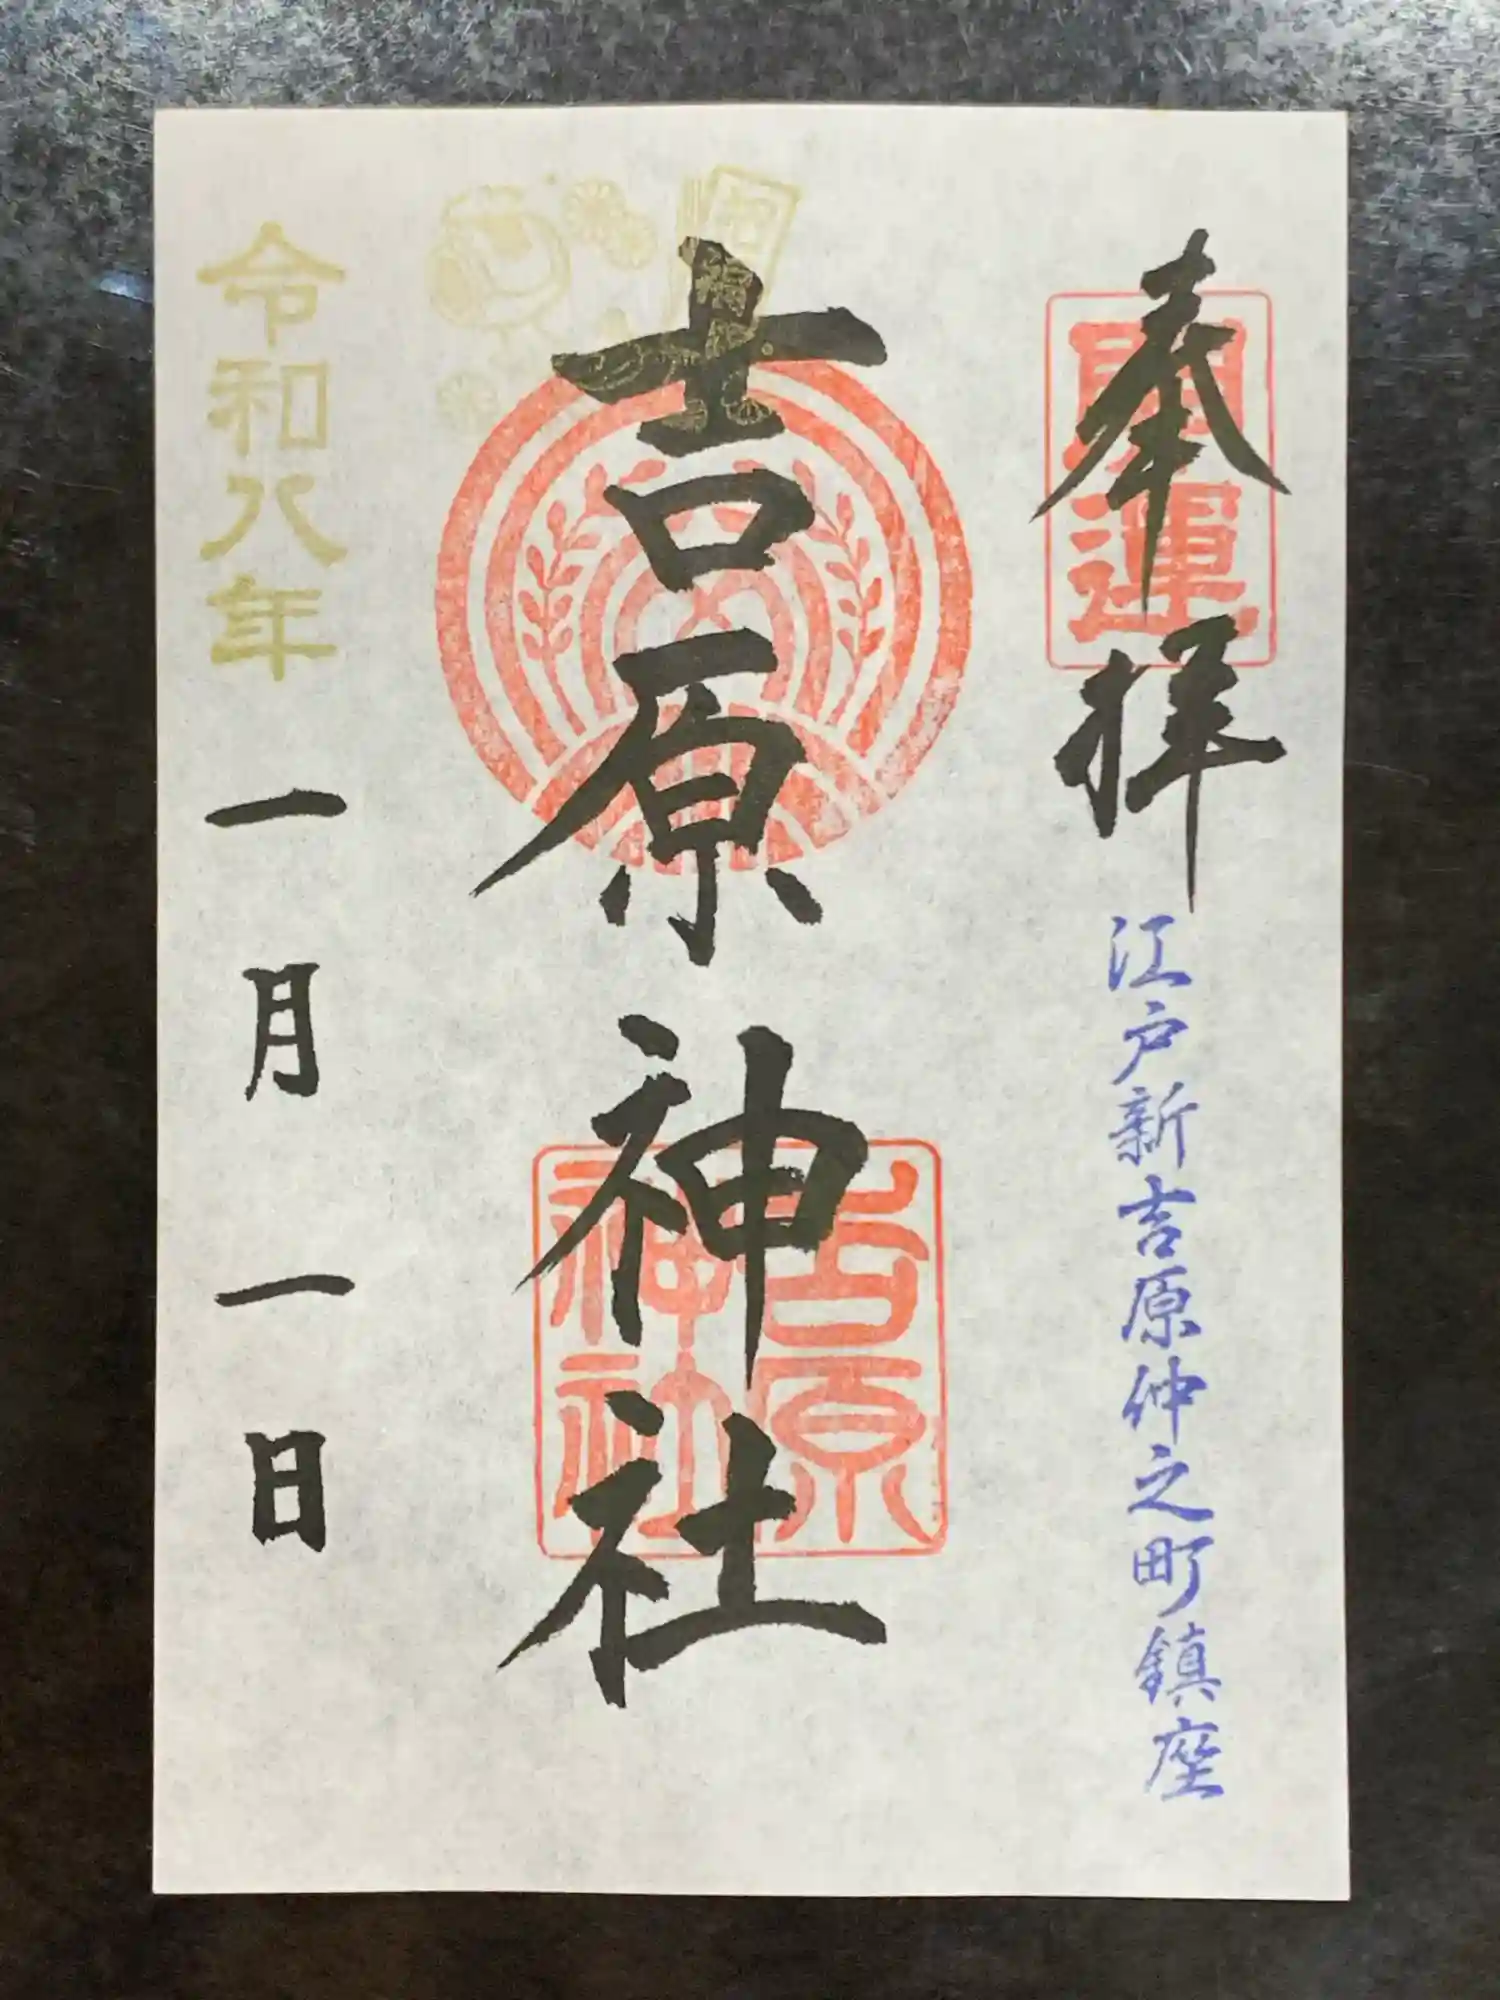 奉拝
開運
江戸新吉原仲之町鎮座
吉原神社
吉原
神社
令和八年
一月一日